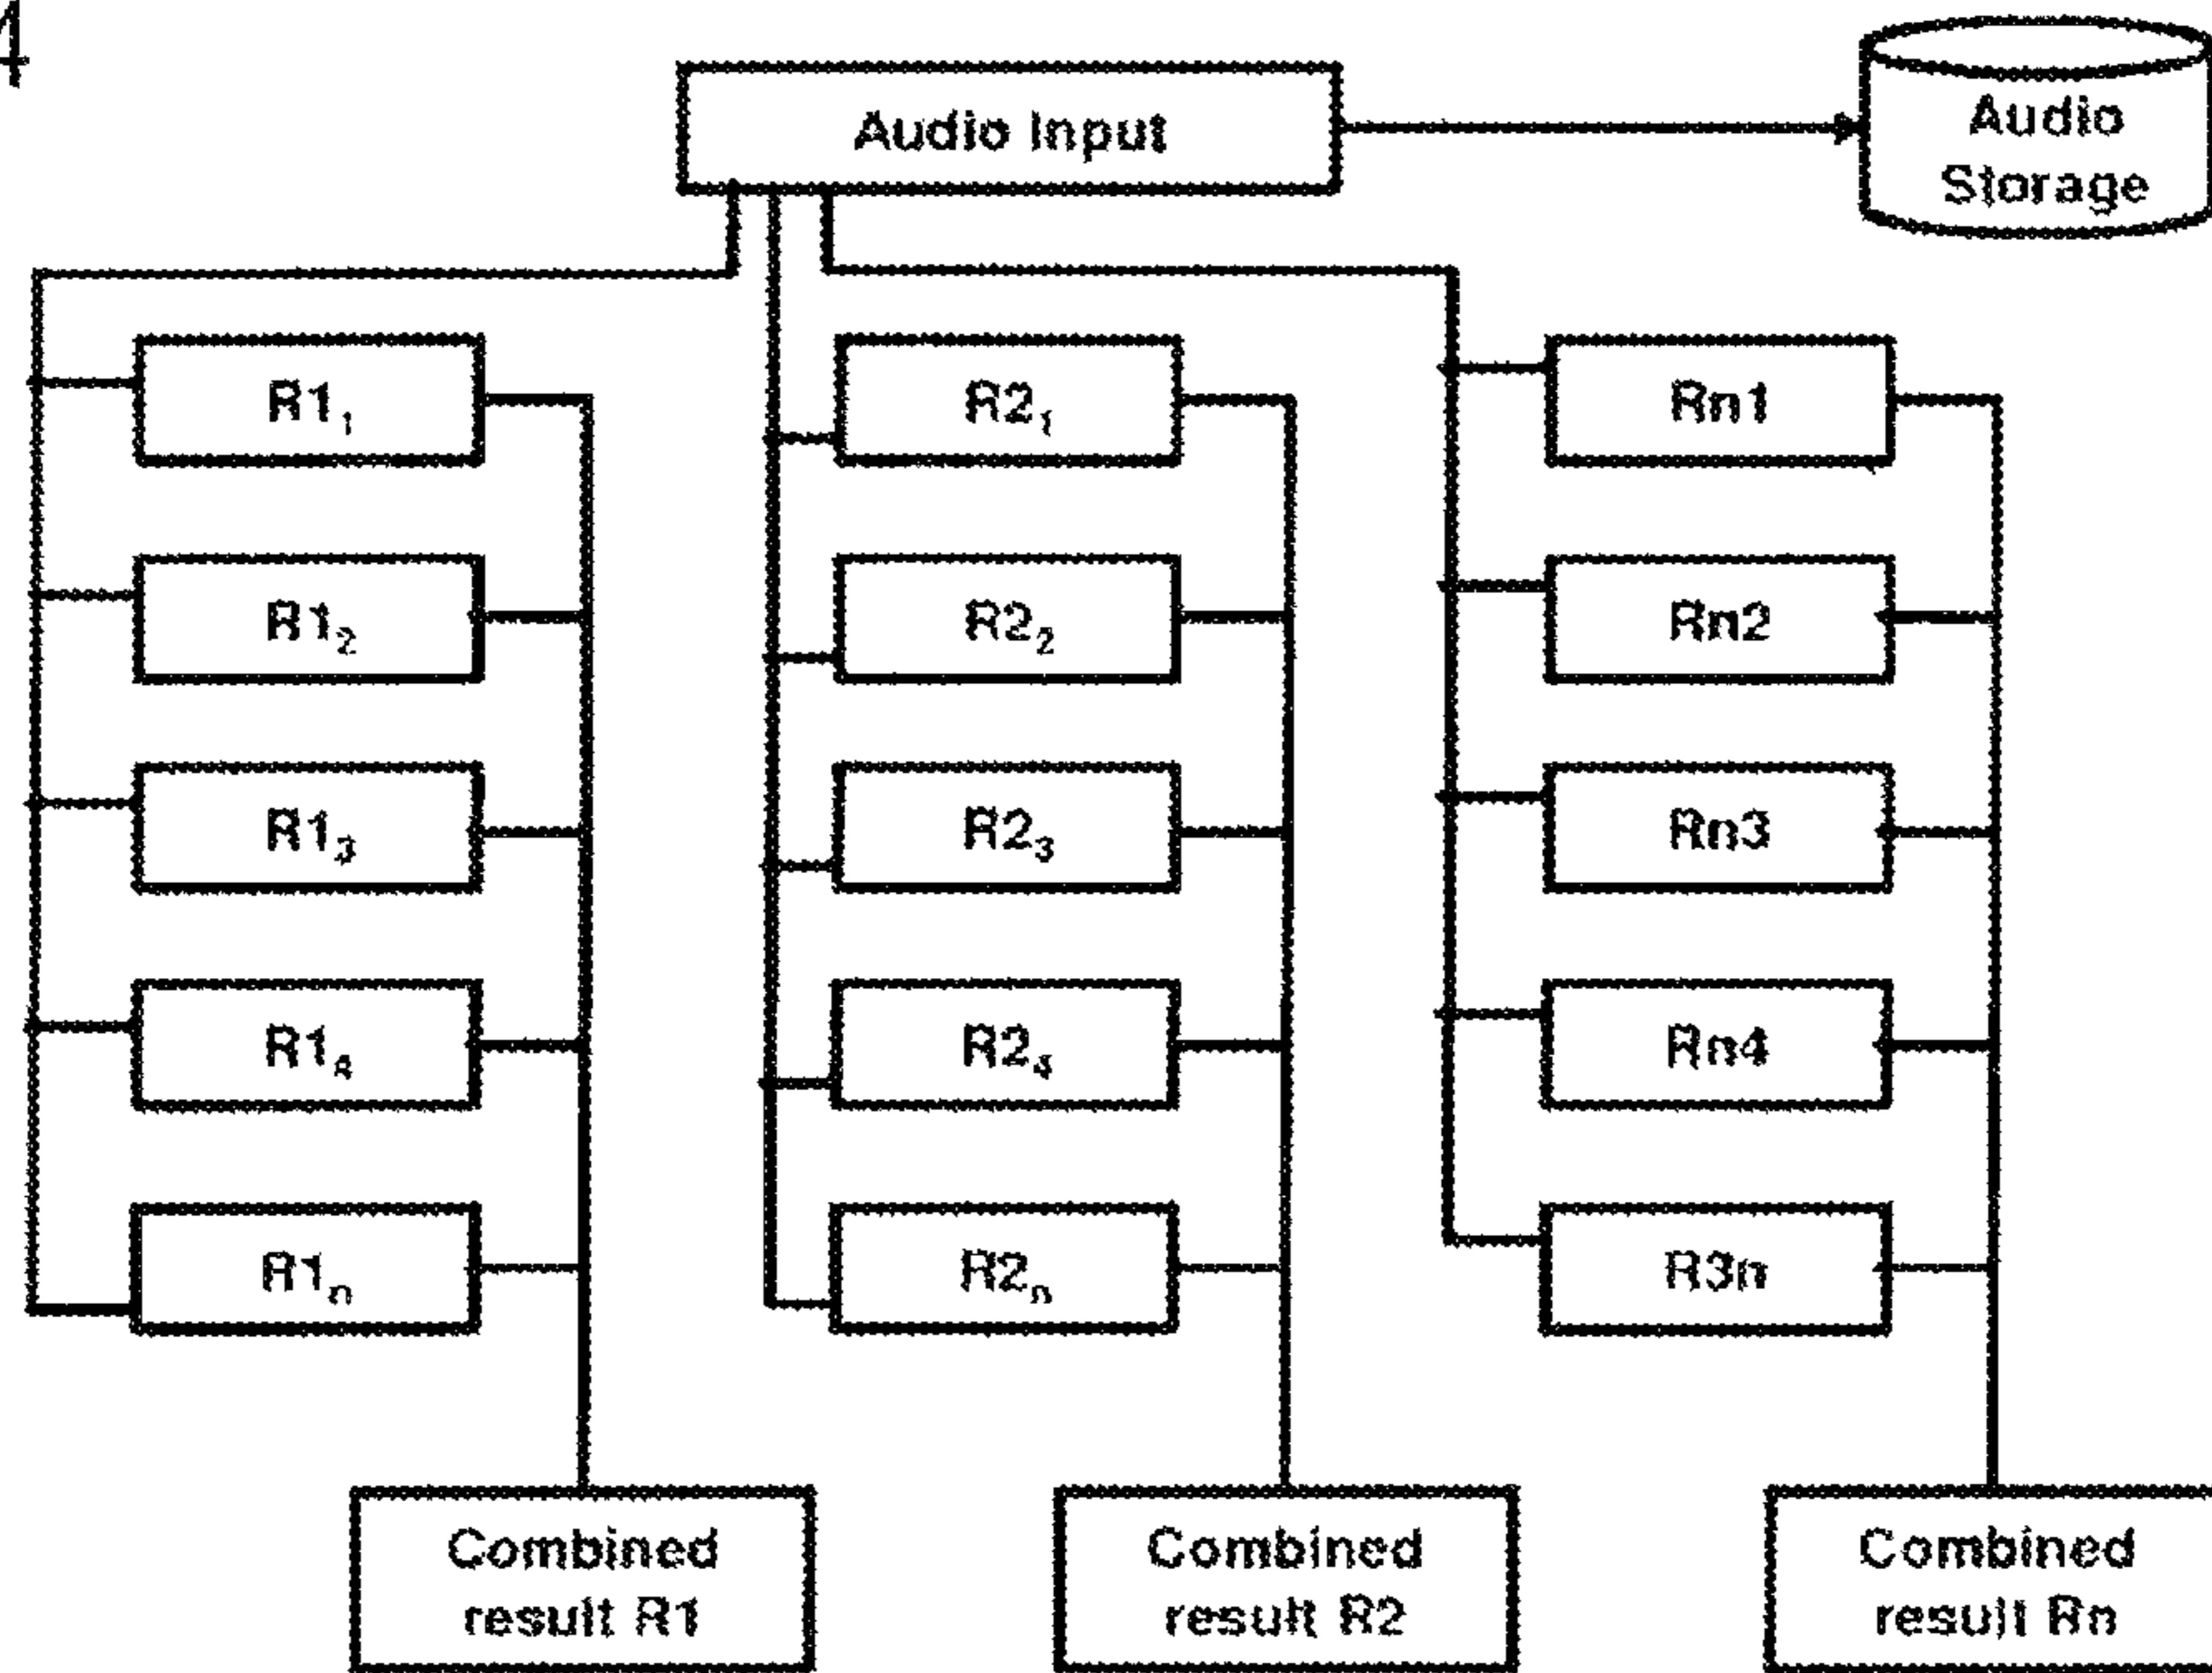 4
Audio Input
Audio
Storage
R1₁
R2₁
Rn1
R1₂
R2₂
Rn2
R1₃
R2₃
Rn3
R1₄
R2₄
Rn4
R1ₙ
R2ₙ
R3n
Combined
result R1
Combined
result R2
Combined
result Rn